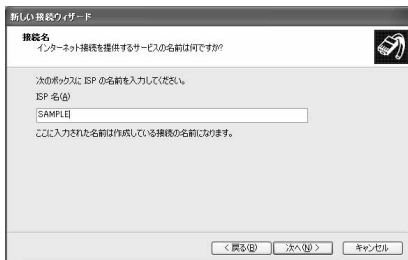 新しい接続ウィザード
接続名
インターネット接続を提供するサービスの名前は何ですか?
次のボックスに ISP の名前を入力してください。
ISP 名(A)
SAMPLE
ここに入力された名前は作成している接続の名前になります。
< 戻る(B)
次へ(N) >
キャンセル